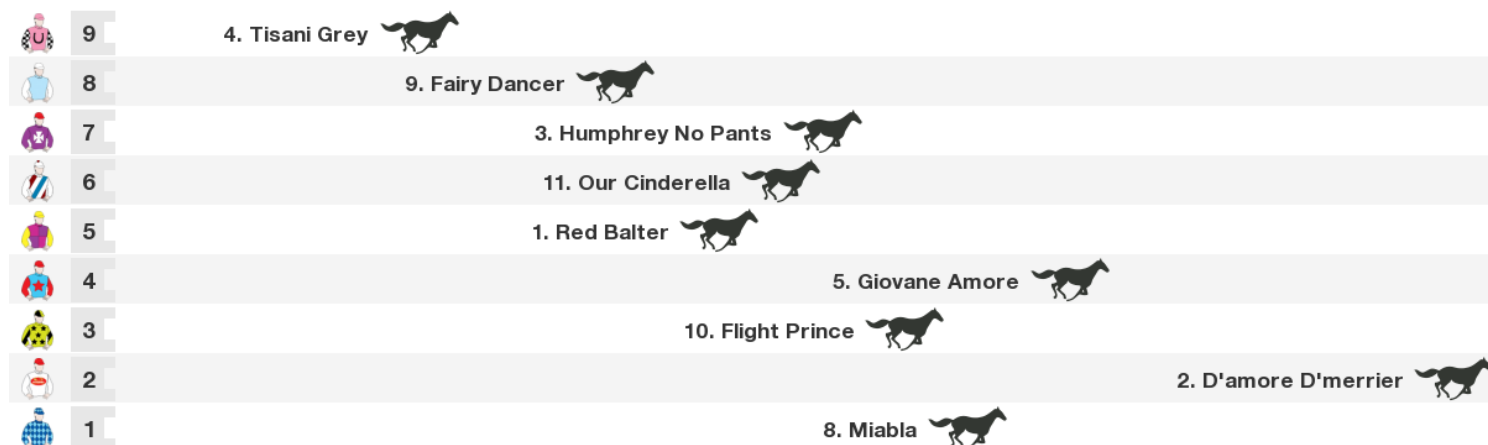 9 4. Tisani Grey
8 9. Fairy Dancer
7 3. Humphrey No Pants
6 11. Our Cinderella
5 1. Red Balter
4 5. Giovane Amore
3 10. Flight Prince
2 2. D'amore D'merrier
1 8. Miabla